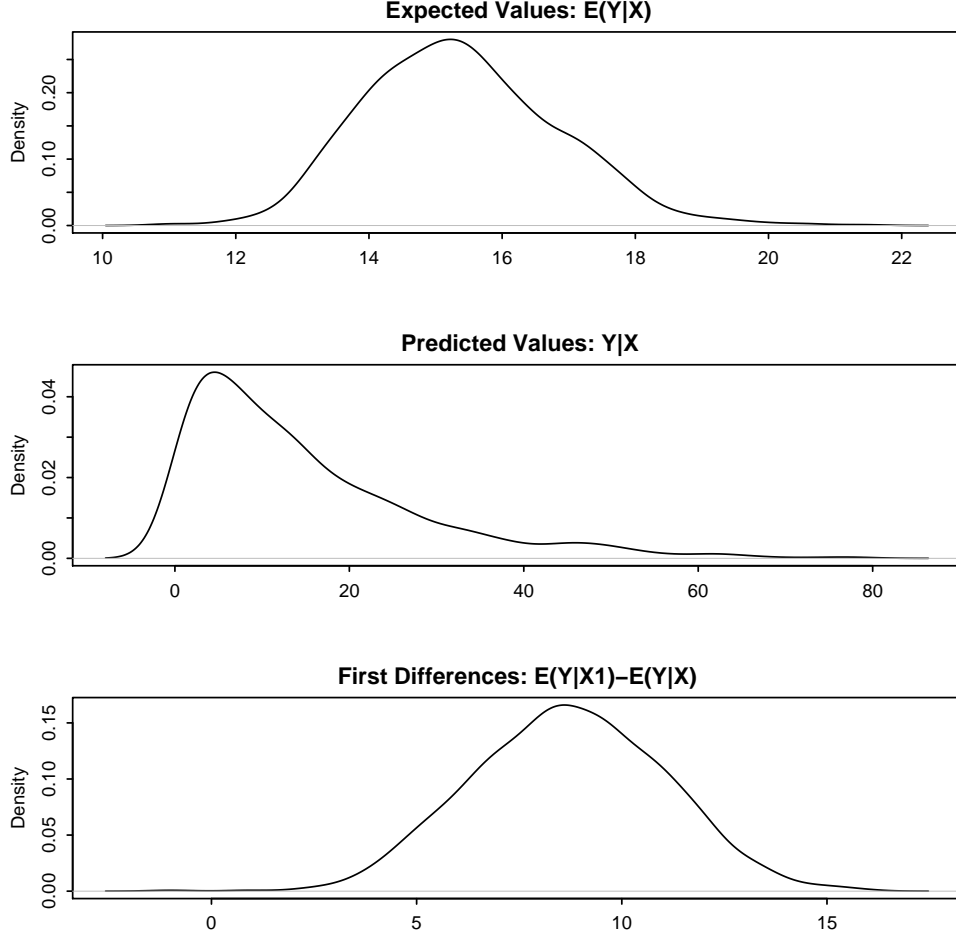 Expected Values: E(Y|X)
Density
0.00 0.10 0.20
10 12 14 16 18 20 22
Predicted Values: Y|X
Density
0.00 0.02 0.04
0 20 40 60 80
First Differences: E(Y|X1)−E(Y|X)
Density
0.00 0.05 0.10 0.15
0 5 10 15